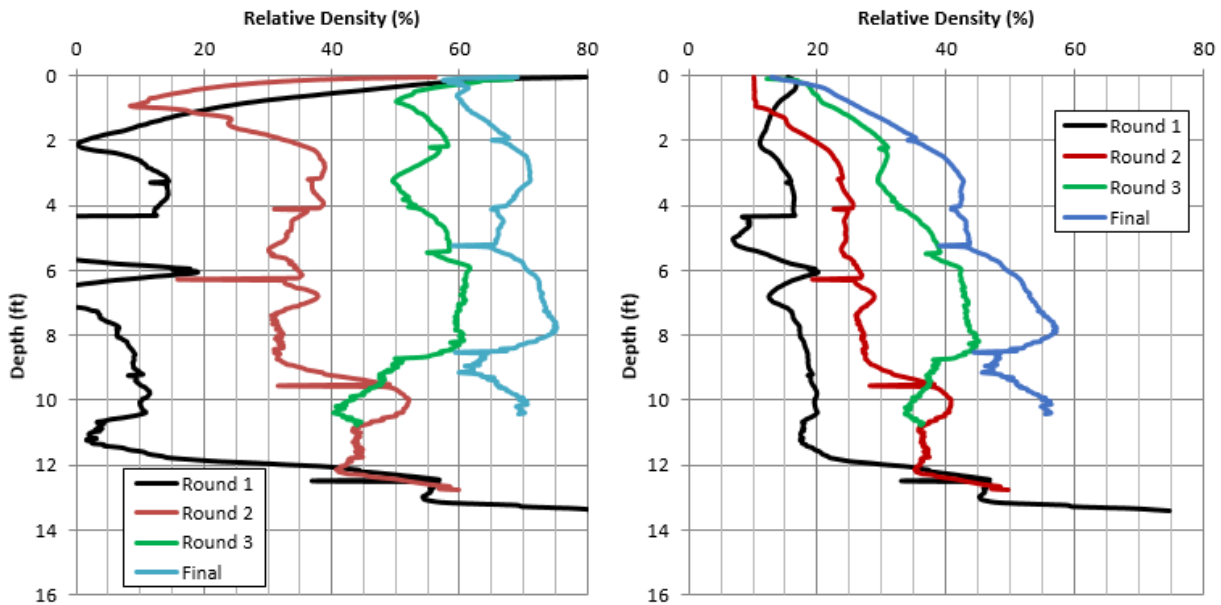 Relative Density (%)
0 20 40 60 80
0
2
4
6
8
10
12
14
16
Depth (ft)
Round 1
Round 2
Round 3
Final
Relative Density (%)
0 20 40 60 80
0
2
4
6
8
10
12
14
16
Depth (ft)
Round 1
Round 2
Round 3
Final